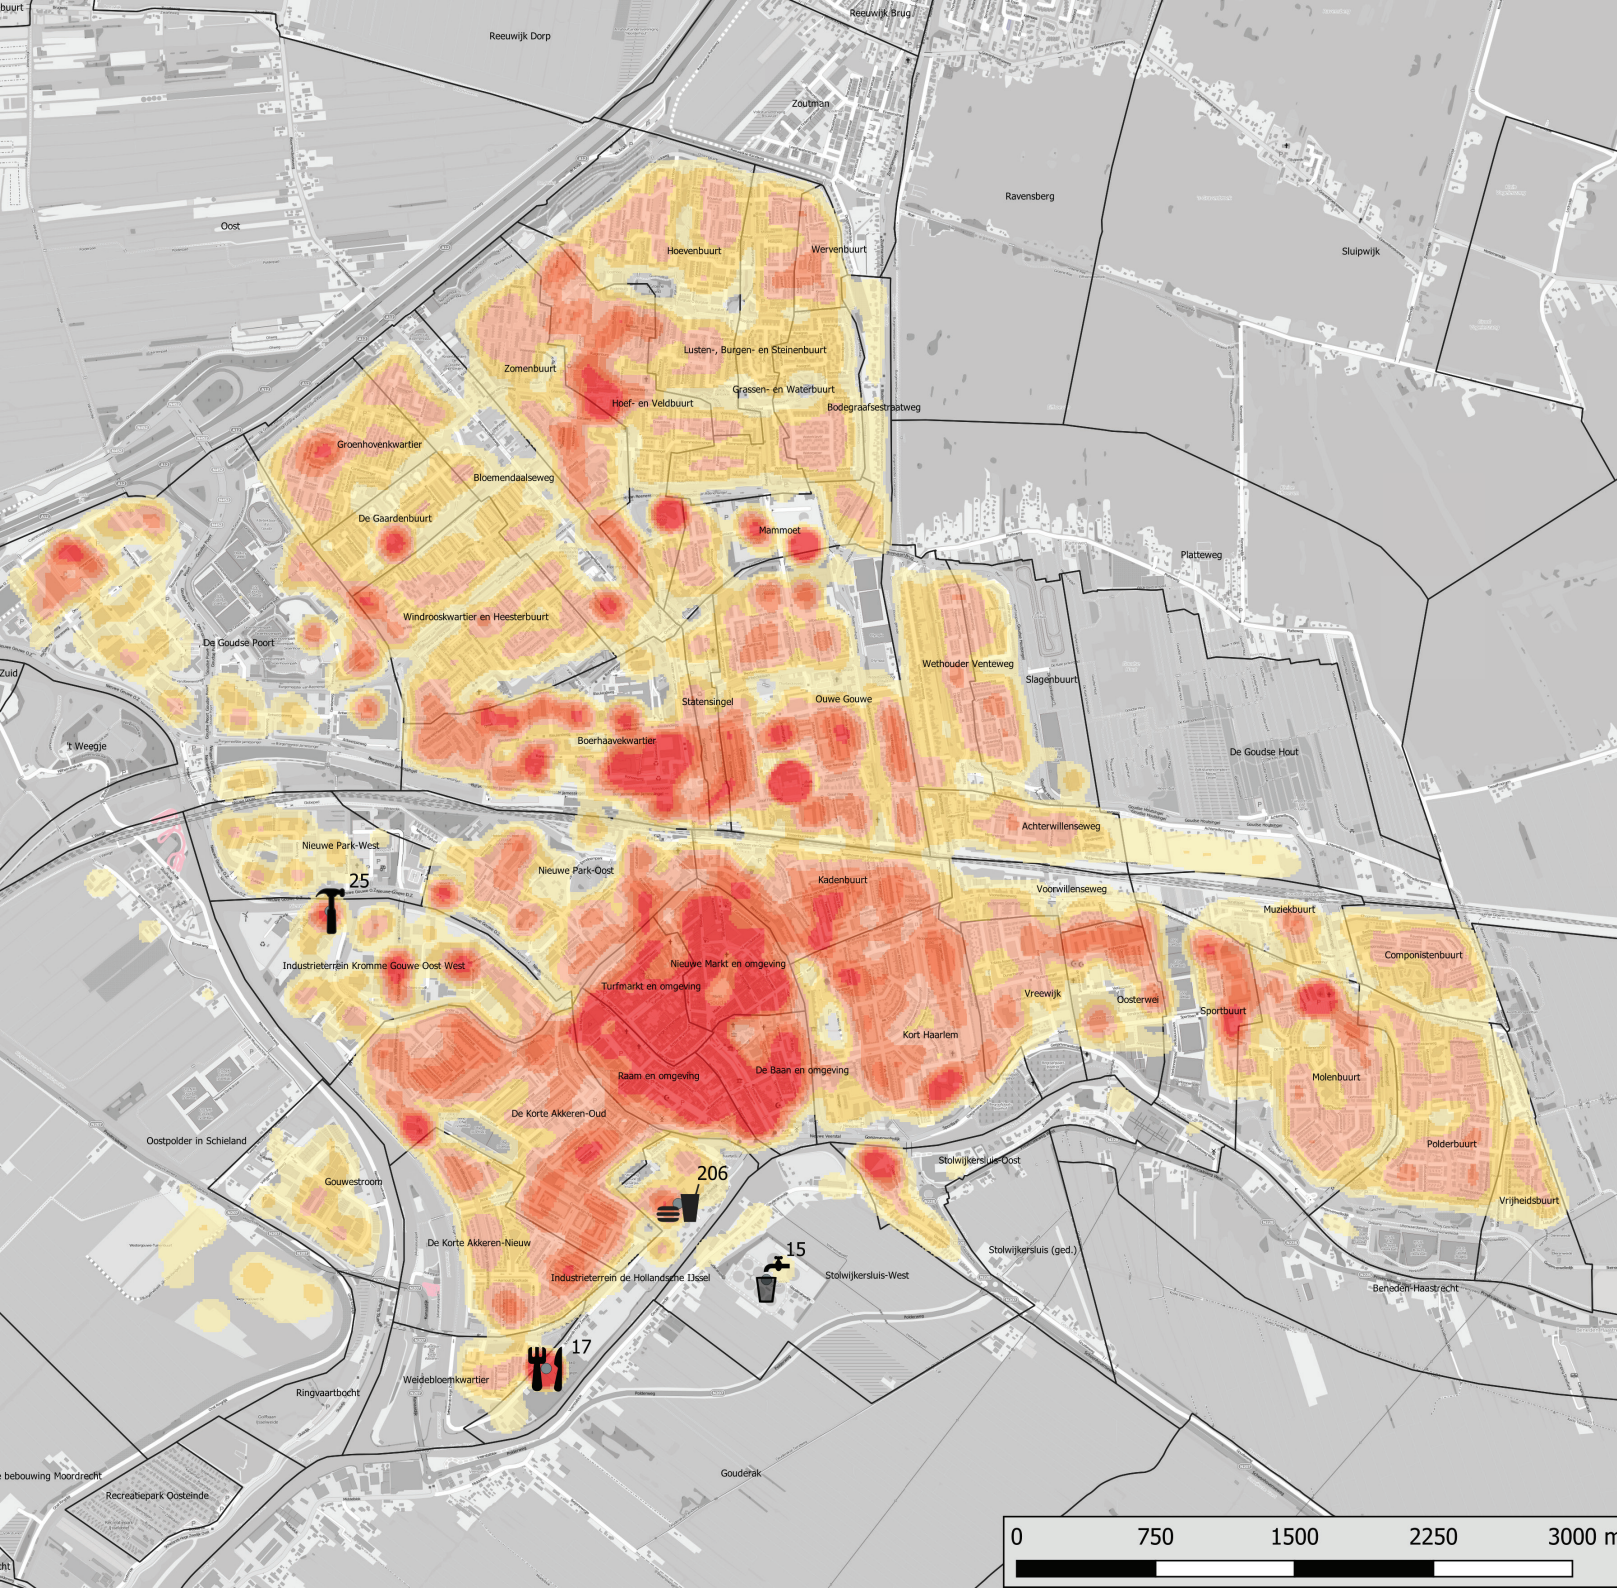 buurt
Reeuwijk Brug
Reeuwijk Dorp
Zoutman
Ravensberg
Oost
Hoevenbuurt
Wervenbuurt
Sluipwijk
Lusten-, Burgen- en Steinenbuurt
Zomenbuurt
Grassen- en Waterbuurt
Hoef- en Veldbuurt
Bodegraafsestraatweg
Groenhovenkwartier
Bloemendaalseweg
De Gaardenbuurt
Mammoet
Platteweg
Windrooskwartier en Heesterbuurt
De Goudse Poort
Wethouder Venteweg
Zuid
Slagenbuurt
Statensingel
Ouwe Gouwe
't Weegje
Boerhaavekwartier
De Goudse Hout
Achterwillenseweg
Nieuwe Park-West
Nieuwe Park-Oost
Kadenbuurt
25
Voorwillenseweg
Muziekbuurt
Industrieterrein Kromme Gouwe Oost West
Nieuwe Markt en omgeving
Componistenbuurt
Turfmarkt en omgeving
Vreewijk
Oosterwei
Sportbuurt
Kort Haarlem
Raam en omgeving
De Baan en omgeving
Molenbuurt
De Korte Akkeren-Oud
Oostpolder in Schieland
Polderbuurt
Stolwijkersluis-Oost
206
Gouwestroom
Vrijheidsbuurt
De Korte Akkeren-Nieuw
15
Stolwijkersluis (ged.)
Industrieterrein de Hollandsche IJssel
Stolwijkersluis-West
Beneden-Haastrecht
17
Weidebloemkwartier
Ringvaartbocht
Gouderak
e bebouwing Moordrecht
Recreatiepark Oosteinde
0 750 1500 2250 3000 m